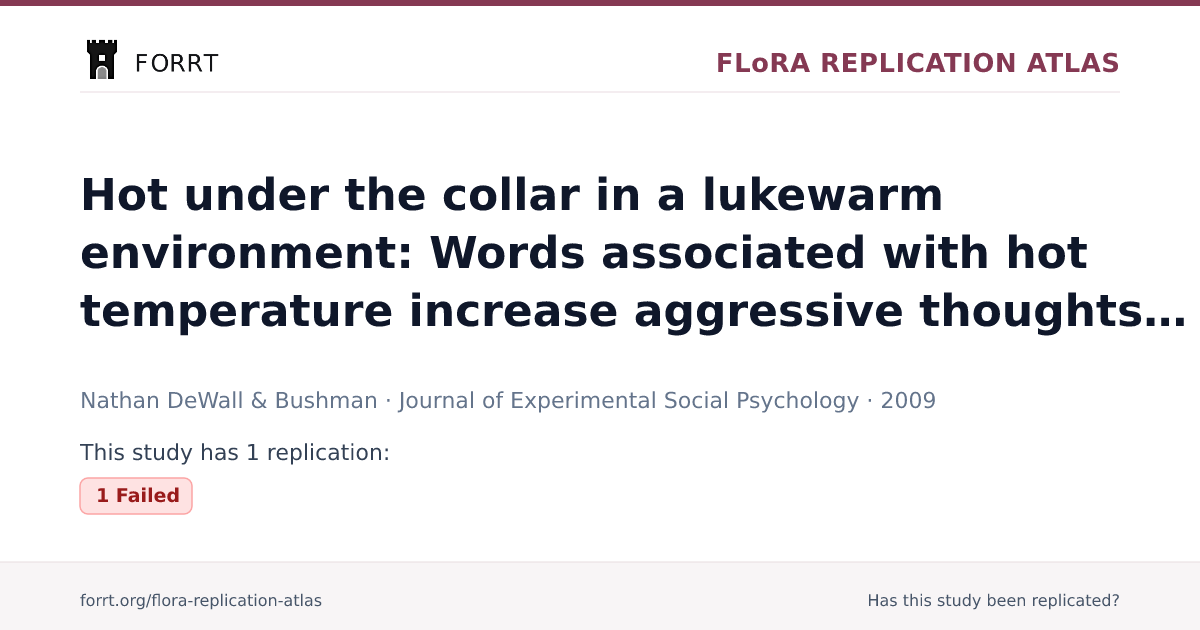 FORRT
FLoRA REPLICATION ATLAS
Hot under the collar in a lukewarm
environment: Words associated with hot
temperature increase aggressive thoughts…
Nathan DeWall & Bushman · Journal of Experimental Social Psychology · 2009
This study has 1 replication:
1 Failed
forrt.org/flora-replication-atlas
Has this study been replicated?